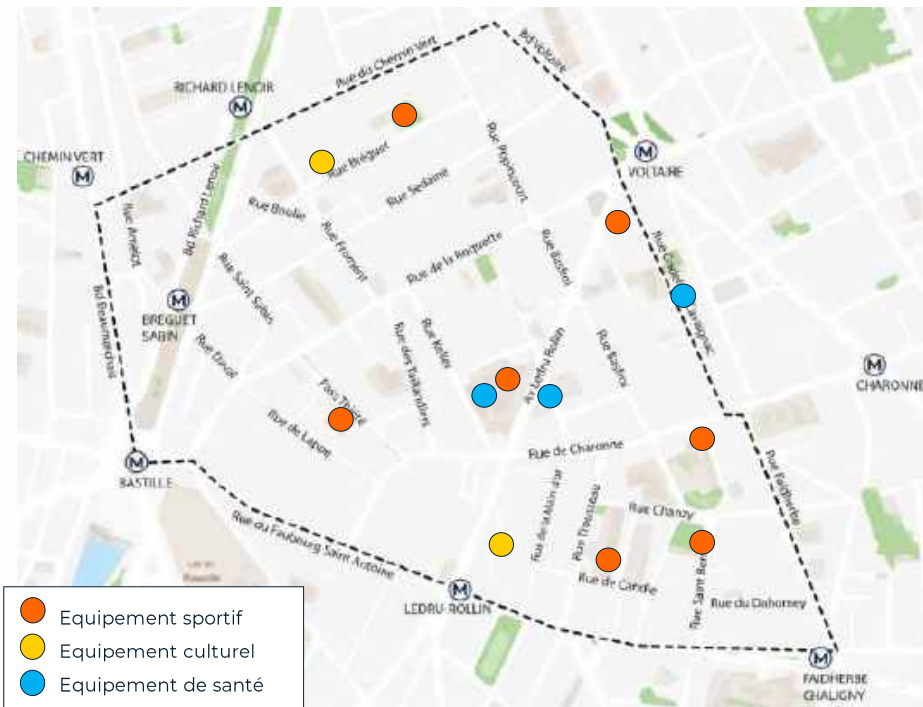 Bd Voltaire
Rue du Chemin Vert
RICHARD LENOIR
M
CHEMIN VERT
M
Rue Bréguet
Rue Popincourt
VOLTAIRE
M
Rue Sedaine
Rue Amelot
Bd Richard Lenoir
Rue Froment
Rue de la Roquette
Rue Basfroi
Rue Saint Sabin
Bd Beaumarchais
M
BREGUET
SABIN
Rue Daval
Rue Keller
Rue des Taillandiers
Av Ledru Rollin
Rue Basfroi
M
CHARONNE
Rue de Lappe
Rue de Charonne
M
BASTILLE
Rue Faidherbe
Rue du Faubourg Saint Antoine
Rue de la Main d'or
Rue Trousseau
Rue Chanzy
Rue de Candie
Rue Saint Bern
Rue du Dahomey
M
LEDRU-ROLLIN
M
FAIDHERBE
CHALIGNY
Equipement sportif
Equipement culturel
Equipement de santé